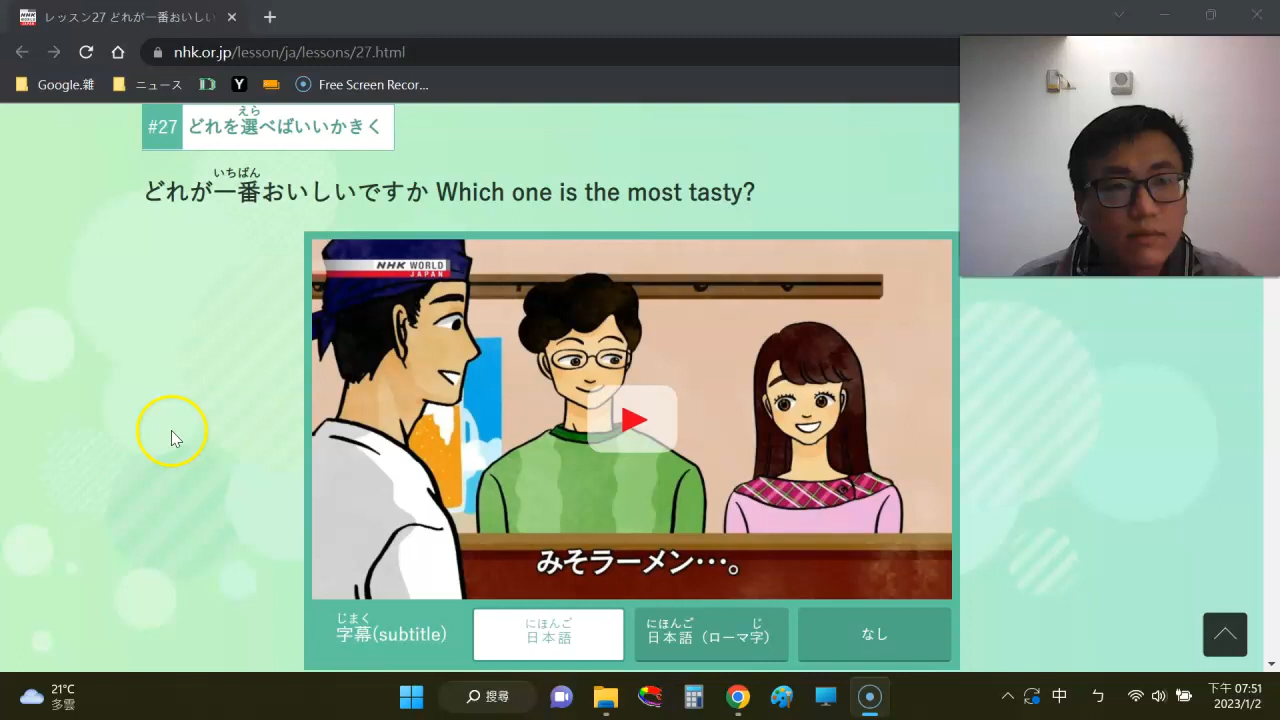 NHK WORLD JAPAN
レッスン27 どれが一番おいしい
nhk.or.jp/lesson/ja/lessons/27.html
Google.雑
ニュース
Y
Free Screen Recor...
えら
#27 どれを選べばいいかきく
いちばん
どれが一番おいしいですか Which one is the most tasty?
NHK WORLD
JAPAN
みそラーメン…。
じまく
字幕(subtitle)
にほんご
日本語
にほんご じ
日本語（ローマ字）
なし
21°C
多雲
搜尋
中
ㄅ
下午 07:51
2023/1/2